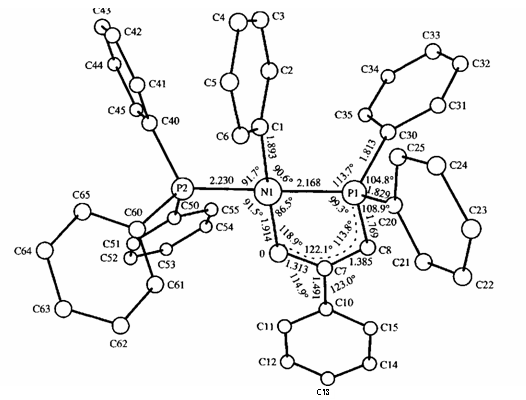 C43
C42
C4
C3
C33
C44
C34
C32
C41
C5
C2
C45
C35
C31
C40
C6
C1
C30
1.893
1.813
C25
C24
91.7°
90.6°
113.7°
104.8°
P2
2.230
N1
2.168
P1
1.829
C65
C60
C50
C55
91.5°
86.5°
99.3°
108.9°
C20
C23
C51
C54
1.914
118.9°
122.1°
113.8°
1.769
C64
C52
C53
O
1.313
C7
1.385
C8
C21
C22
C61
114.9°
1.491
123.0°
C10
C63
C62
C11
C15
C12
C14
C13